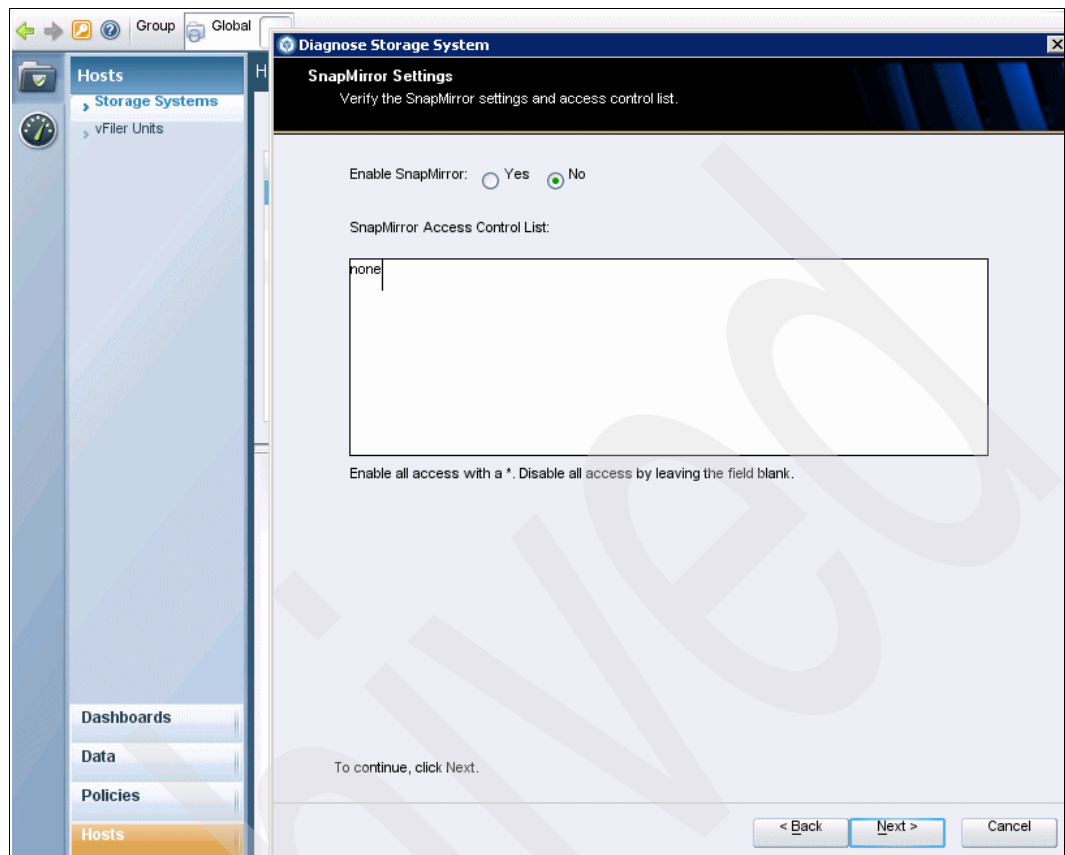 Group Global
Diagnose Storage System
Hosts
H
SnapMirror Settings
Storage Systems
Verify the SnapMirror settings and access control list.
vFiler Units
Enable SnapMirror: Yes No
SnapMirror Access Control List:
none
Enable all access with a *. Disable all access by leaving the field blank.
Dashboards
Data
To continue, click Next.
Policies
Hosts
< Back Next > Cancel